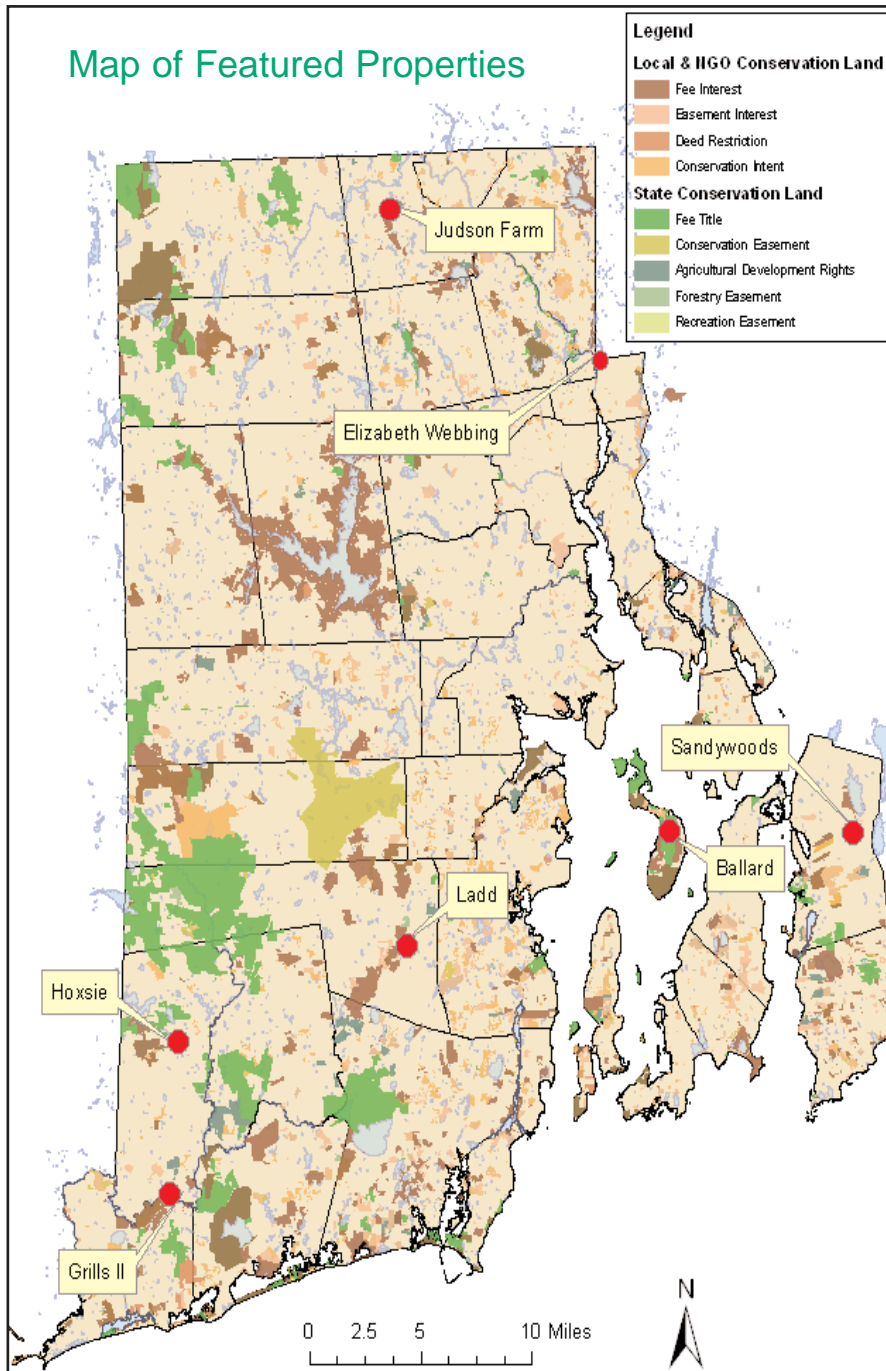 Map of Featured Properties
Legend
Local & NGO Conservation Land
Fee Interest
Easement Interest
Deed Restriction
Conservation Intent
State Conservation Land
Fee Title
Conservation Easement
Agricultural Development Rights
Forestry Easement
Recreation Easement
Judson Farm
Elizabeth Webbing
Sandywoods
Ballard
Ladd
Hoxsie
Grills II
N
0 2.5 5 10 Miles